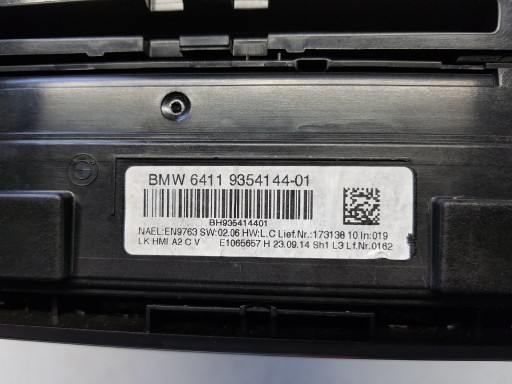 BMW 6411 9354144-01
BH935414401
NAEL:EN9763 SW:02.06 HW:L.C Lief.Nr.:173138 10 In:019
LK HMI A2 C V E1065657 H 23.09.14 Sh1 L3 Lf.Nr.0162